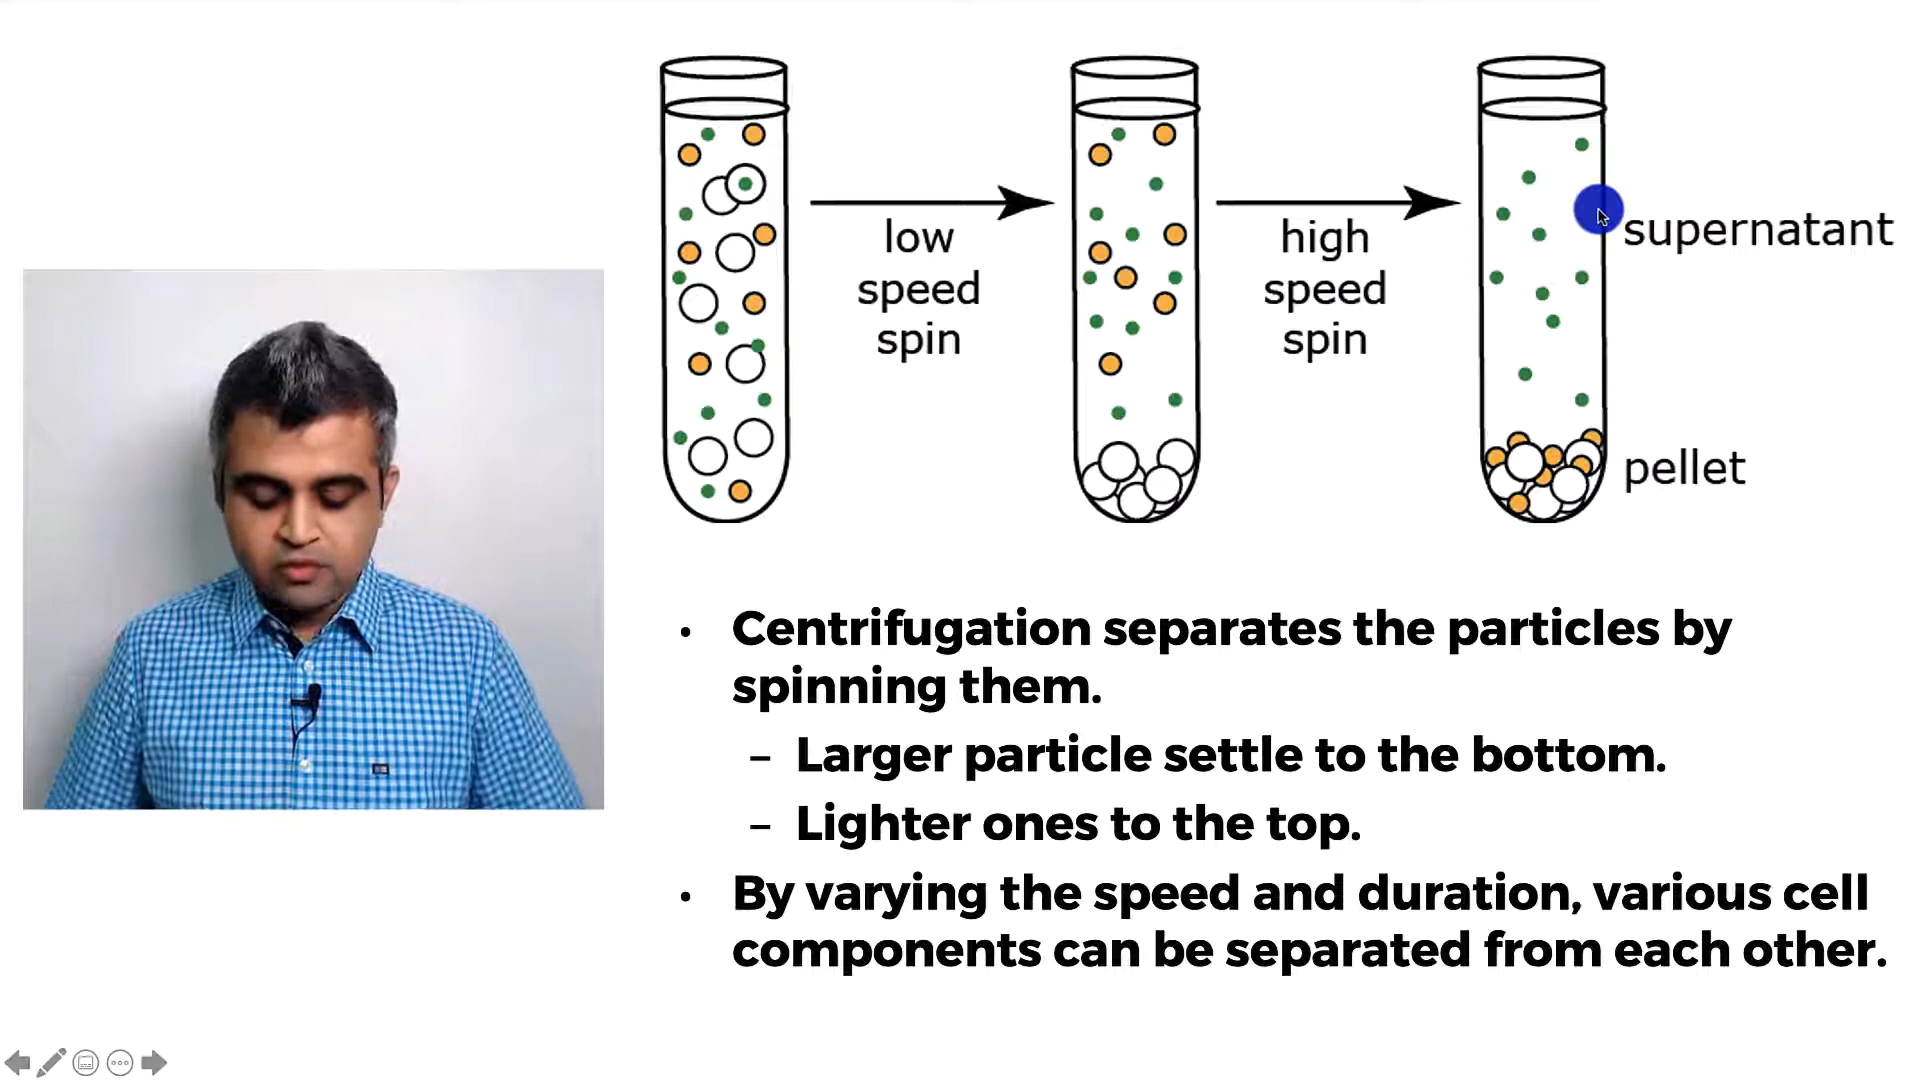 low
speed
spin
high
speed
spin
supernatant
pellet
• Centrifugation separates the particles by
spinning them.
– Larger particle settle to the bottom.
– Lighter ones to the top.
• By varying the speed and duration, various cell
components can be separated from each other.